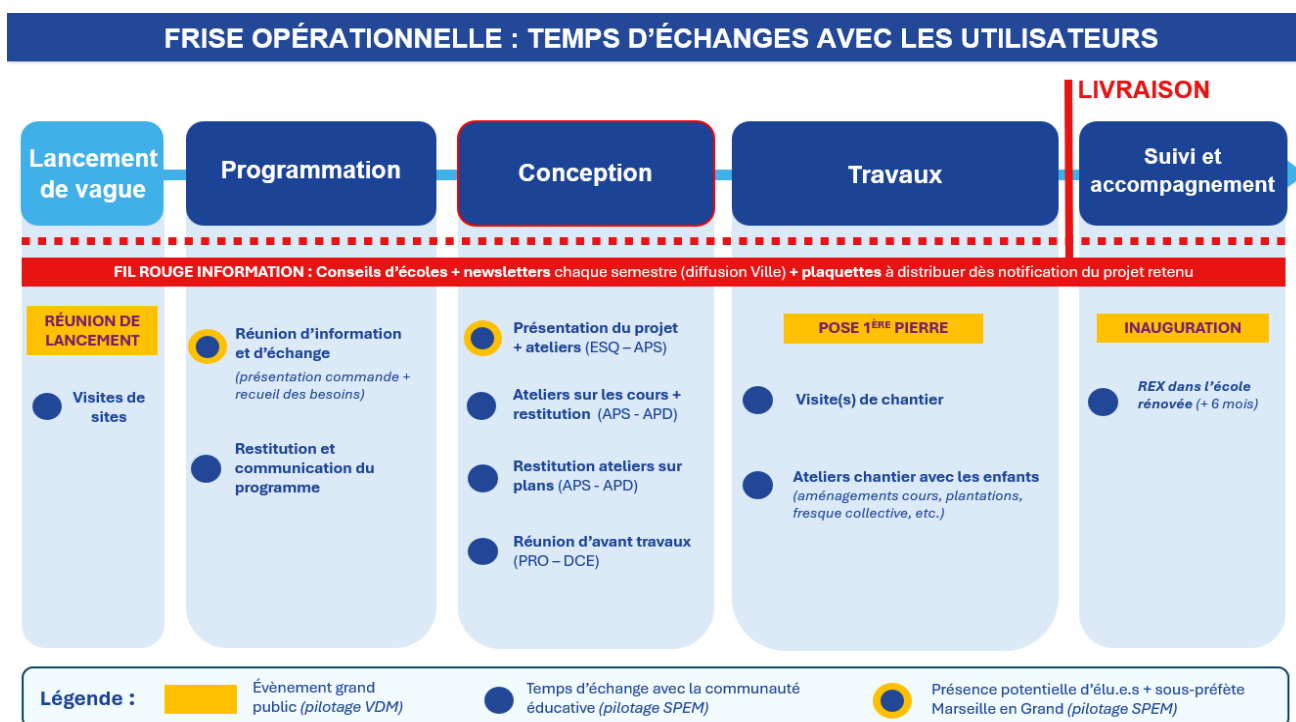 FRISE OPÉRATIONNELLE : TEMPS D’ÉCHANGES AVEC LES UTILISATEURS
LIVRAISON
Lancement
de vague
Programmation
Conception
Travaux
Suivi et
accompagnement
FIL ROUGE INFORMATION : Conseils d’écoles + newsletters chaque semestre (diffusion Ville) + plaquettes à distribuer dès notification du projet retenu
RÉUNION DE
LANCEMENT
Visites de
sites
Réunion d’information
et d’échange
(présentation commande +
recueil des besoins)
Restitution et
communication du
programme
Présentation du projet
+ ateliers (ESQ – APS)
Ateliers sur les cours +
restitution (APS - APD)
Restitution ateliers sur
plans (APS - APD)
Réunion d’avant travaux
(PRO – DCE)
POSE 1ÈRE PIERRE
Visite(s) de chantier
Ateliers chantier avec les enfants
(aménagements cours, plantations,
fresque collective, etc.)
INAUGURATION
REX dans l’école
rénovée (+ 6 mois)
Légende :
Évènement grand
public (pilotage VDM)
Temps d’échange avec la communauté
éducative (pilotage SPEM)
Présence potentielle d’élu.e.s + sous-préfète
Marseille en Grand (pilotage SPEM)